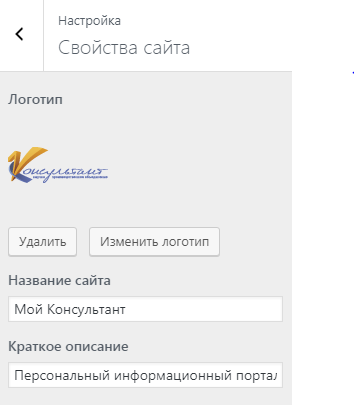 Настройка
Свойства сайта
Логотип
Консультант
Удалить
Изменить логотип
Название сайта
Мой Консультант
Краткое описание
Персональный информационный портал